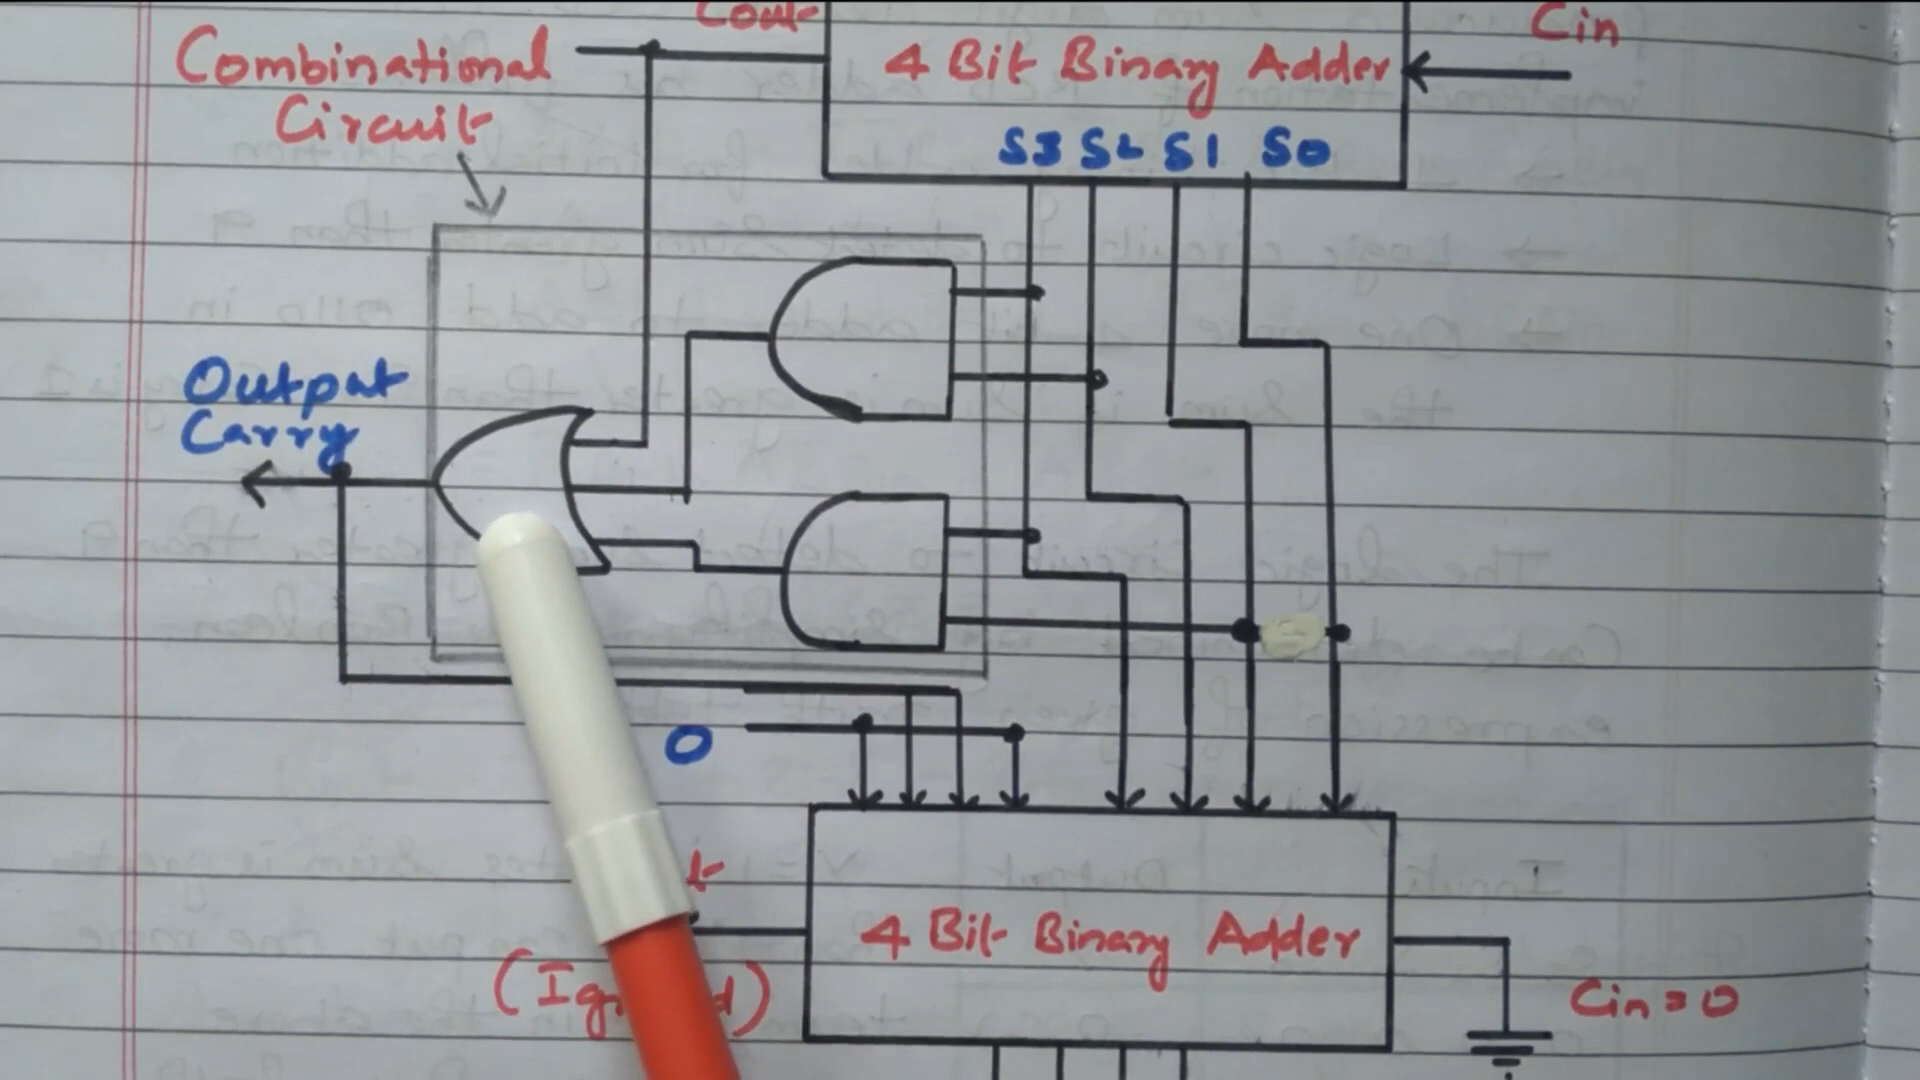 Cout
Cin
Combinational
Circuit
4 Bit Binary Adder
S3 S2 S1 S0
Output
Carry
0
4 Bit Binary Adder
Cin = 0